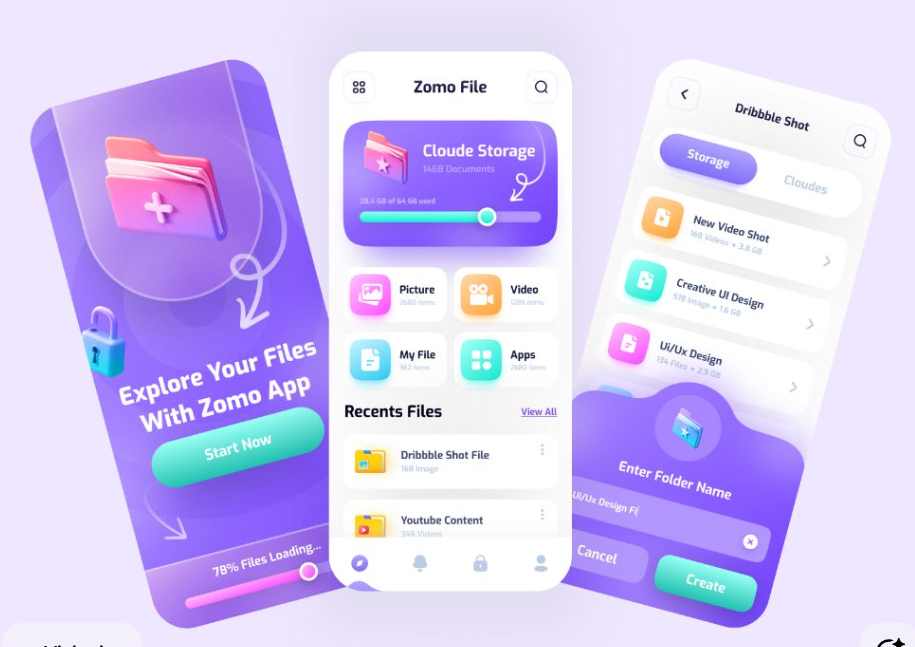 Explore Your Files
With Zomo App
Start Now
78% Files Loading...
Zomo File
Cloude Storage
1468 Documents
28.4 GB of 64 GB used
Picture
2680 items
Video
1285 items
My File
362 items
Apps
2680 items
Recents Files
View All
Dribbble Shot File
168 Image
Youtube Content
346 Videos
Dribbble Shot
Storage
Cloudes
New Video Shot
168 Videos • 3.8 GB
Creative UI Design
518 Image • 1.6 GB
Ui/Ux Design
134 Files • 2.9 GB
Enter Folder Name
Ui/Ux Design Fi
Cancel
Create